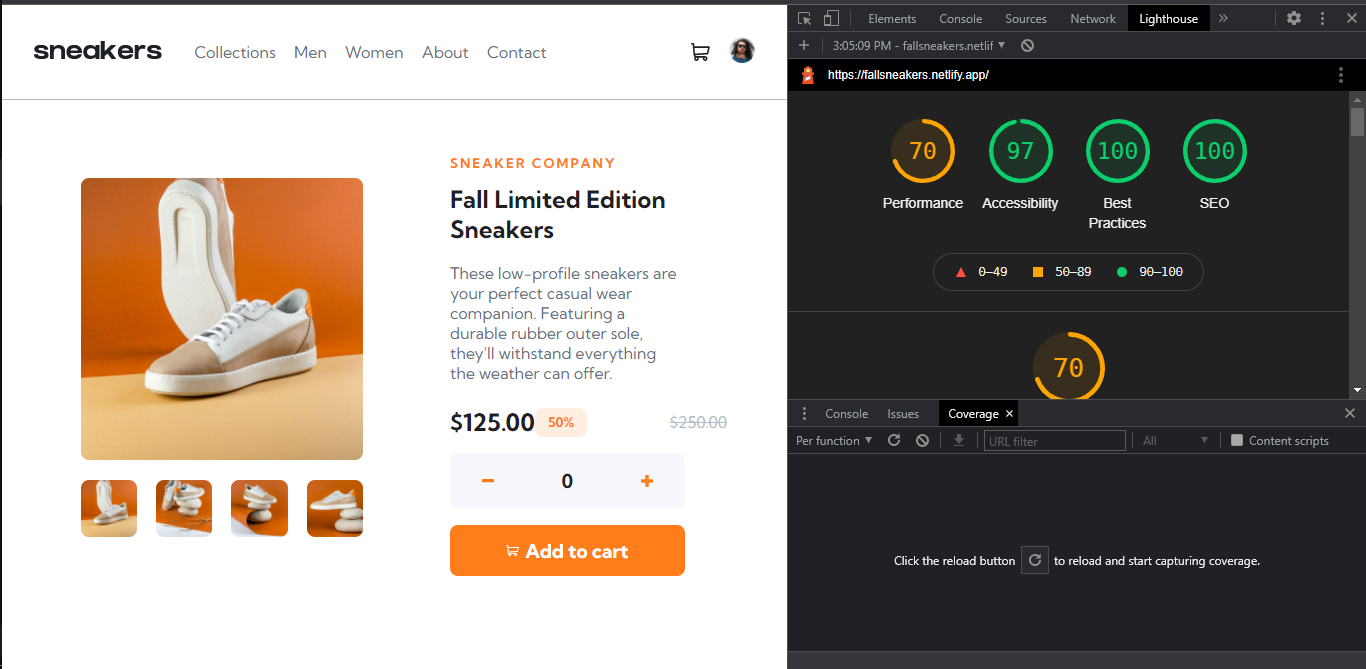 sneakers Collections Men Women About Contact
SNEAKER COMPANY
Fall Limited Edition
Sneakers
These low-profile sneakers are
your perfect casual wear
companion. Featuring a
durable rubber outer sole,
they'll withstand everything
the weather can offer.
$125.00 50% $250.00
0
Add to cart
Elements Console Sources Network Lighthouse
3:05:09 PM - fallsneakers.netlif
https://fallsneakers.netlify.app/
70 97 100 100
Performance Accessibility Best SEO
Practices
0–49 50–89 90–100
70
Console Issues Coverage
Per function URL filter All Content scripts
Click the reload button to reload and start capturing coverage.